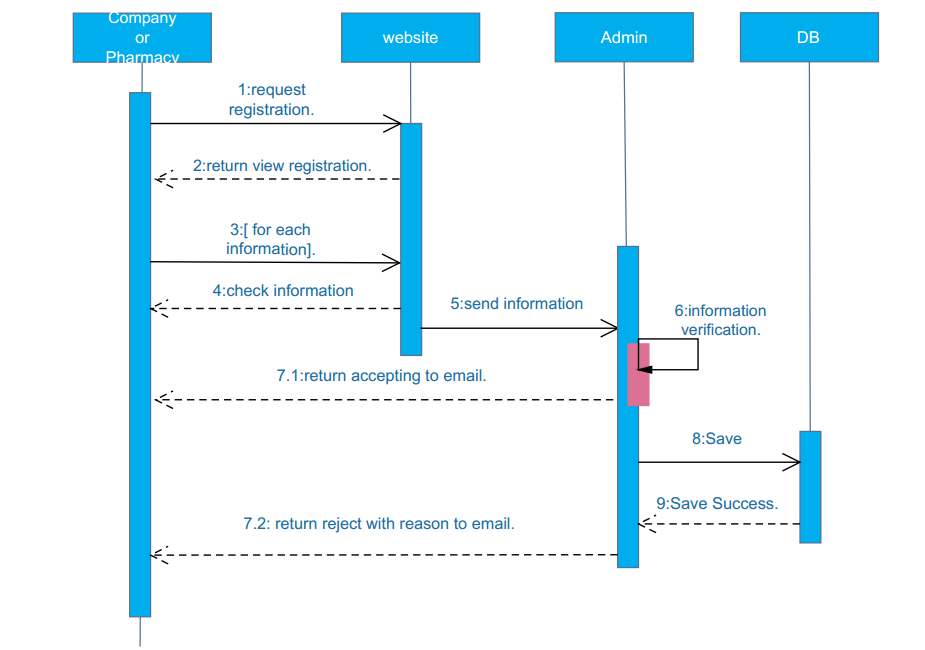 Company
or
Pharmacy
website
Admin
DB
1:request
registration.
2:return view registration.
3:[ for each
information].
4:check information
5:send information
6:information
verification.
7.1:return accepting to email.
8:Save
9:Save Success.
7.2: return reject with reason to email.